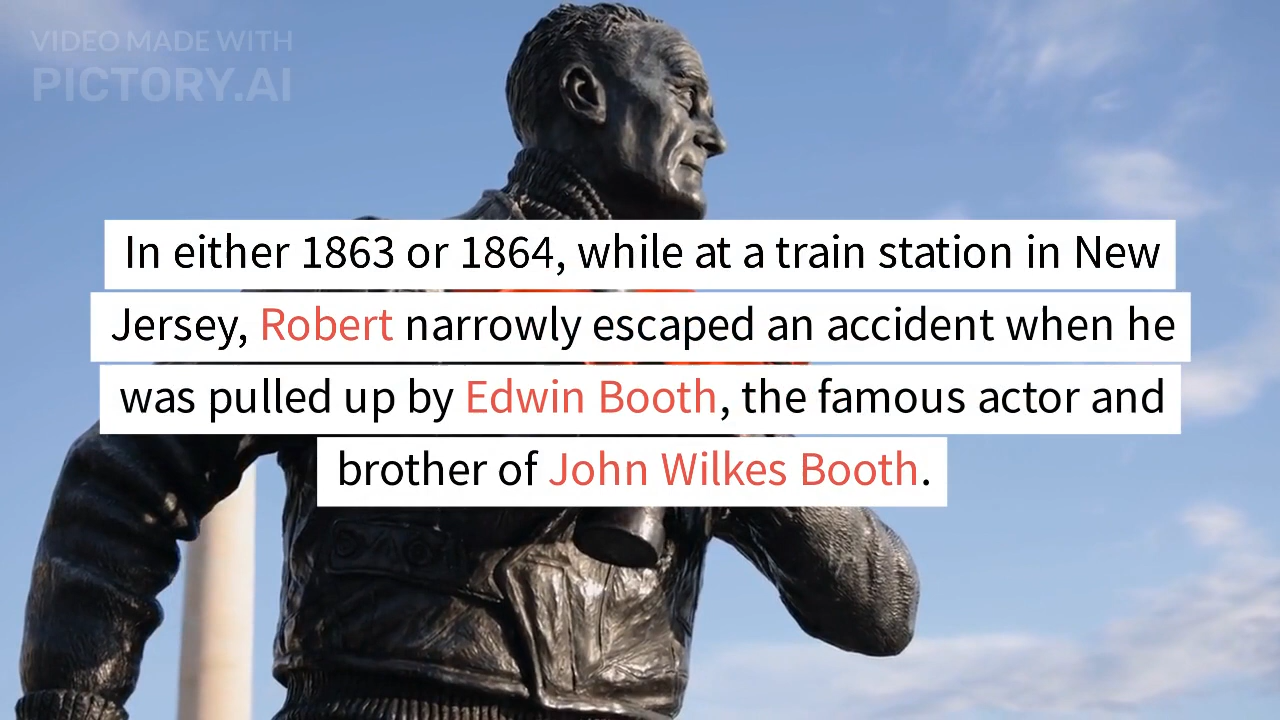 VIDEO MADE WITH
PICTORY.AI
In either 1863 or 1864, while at a train station in New
Jersey, Robert narrowly escaped an accident when he
was pulled up by Edwin Booth, the famous actor and
brother of John Wilkes Booth.